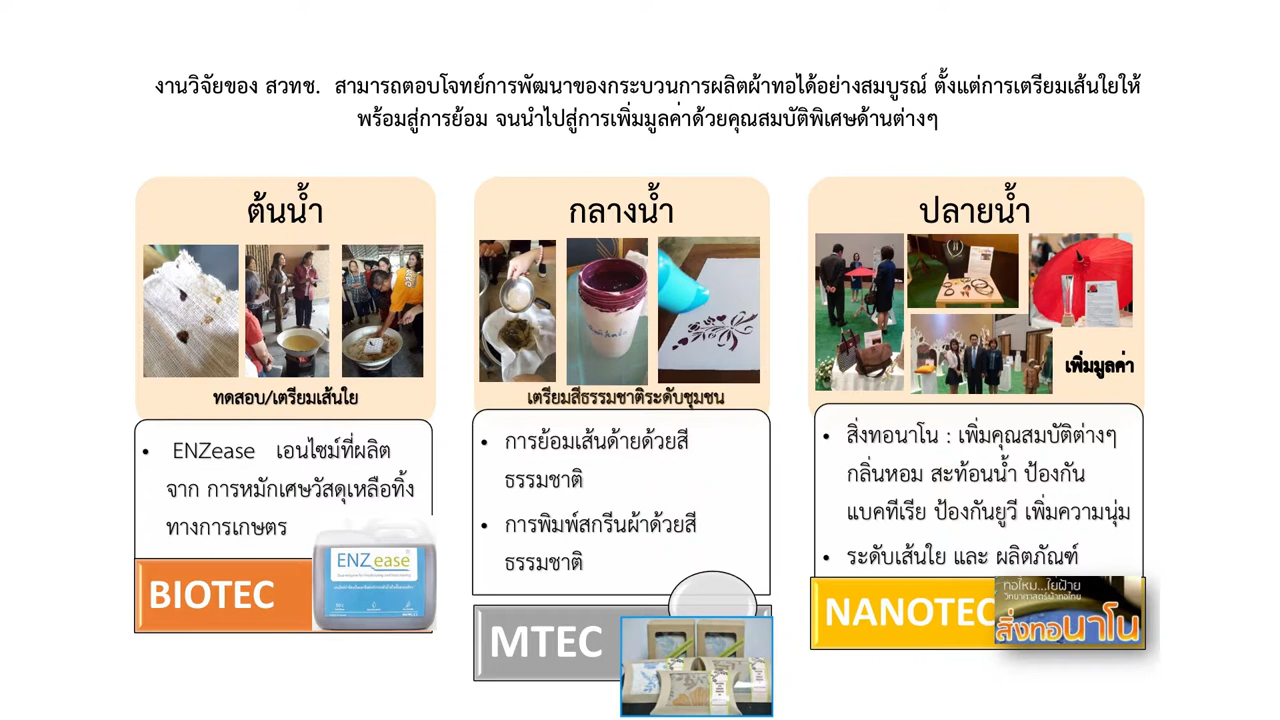 งานวิจัยของ สวทช. สามารถตอบโจทย์การพัฒนาของกระบวนการผลิตผ้าทอได้อย่างสมบูรณ์ ตั้งแต่การเตรียมเส้นใยให้
พร้อมสู่การย้อม จนนำไปสู่การเพิ่มมูลค่าด้วยคุณสมบัติพิเศษด้านต่างๆ
ต้นน้ำ
ทดสอบ/เตรียมเส้นใย
• ENZease เอนไซม์ที่ผลิต
จาก การหมักเศษวัสดุเหลือทิ้ง
ทางการเกษตร
ENZease
BIOTEC
กลางน้ำ
เตรียมสีธรรมชาติระดับชุมชน
• การย้อมเส้นด้ายด้วยสี
ธรรมชาติ
• การพิมพ์สกรีนผ้าด้วยสี
ธรรมชาติ
MTEC
ปลายน้ำ
เพิ่มมูลค่า
• สิ่งทอนาโน : เพิ่มคุณสมบัติต่างๆ
กลิ่นหอม สะท้อนน้ำ ป้องกัน
แบคทีเรีย ป้องกันยูวี เพิ่มความนุ่ม
• ระดับเส้นใย และ ผลิตภัณฑ์
NANOTEC
ทอไหม...ใยฝ้าย
วิทยาศาสตร์ผ้าทอไทย
สิ่งทอนาโน